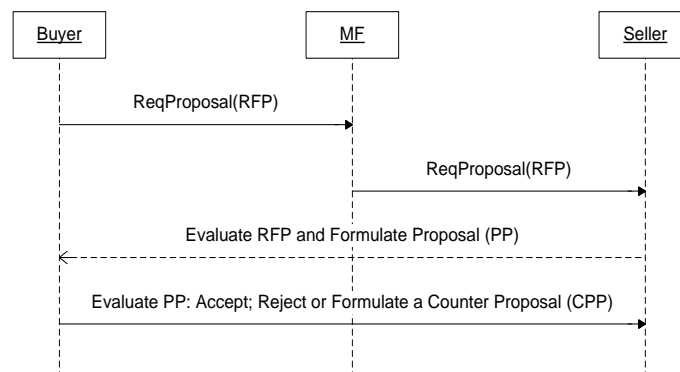 Buyer
MF
Seller
ReqProposal(RFP)
ReqProposal(RFP)
Evaluate RFP and Formulate Proposal (PP)
Evaluate PP: Accept; Reject or Formulate a Counter Proposal (CPP)